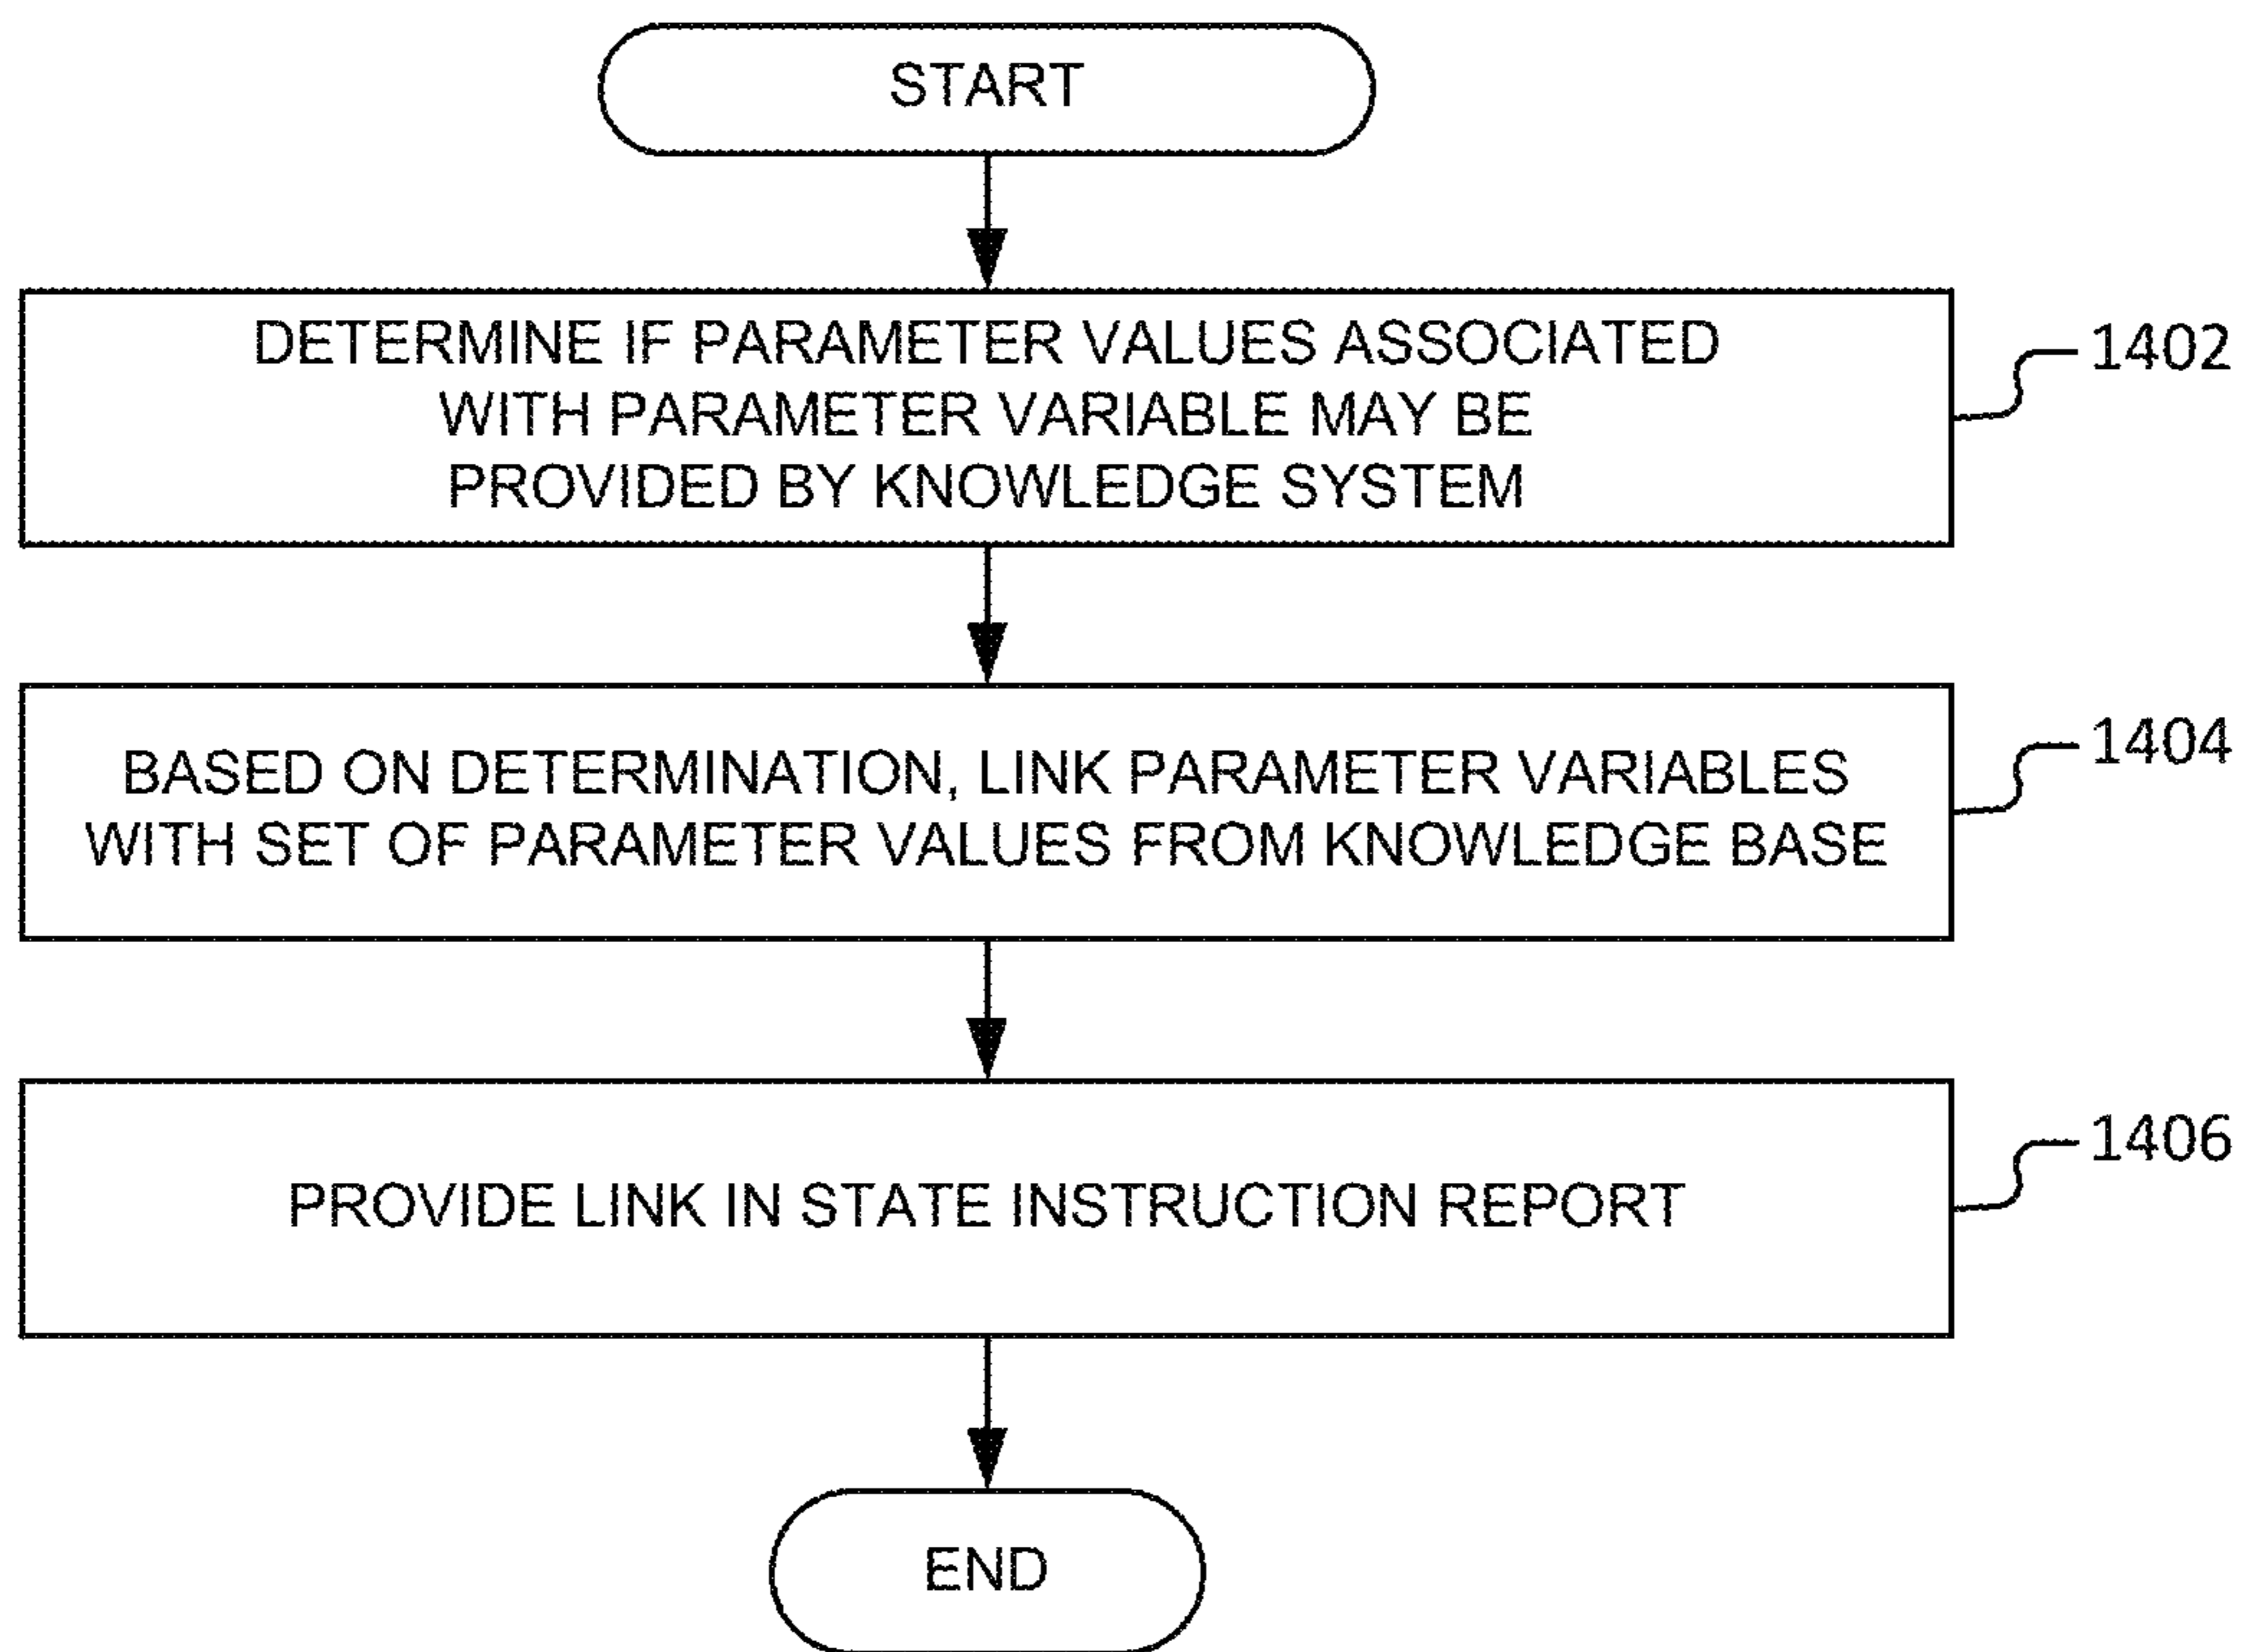 START
DETERMINE IF PARAMETER VALUES ASSOCIATED
WITH PARAMETER VARIABLE MAY BE
PROVIDED BY KNOWLEDGE SYSTEM
1402
BASED ON DETERMINATION, LINK PARAMETER VARIABLES
WITH SET OF PARAMETER VALUES FROM KNOWLEDGE BASE
1404
PROVIDE LINK IN STATE INSTRUCTION REPORT
1406
END